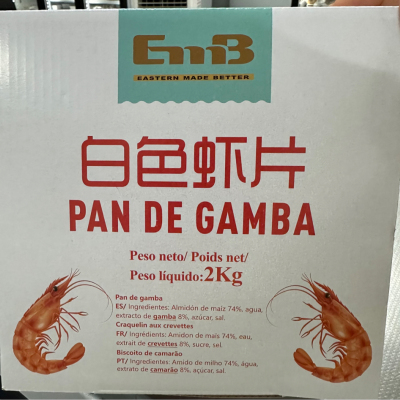 EmB
EASTERN MADE BETTER
白色虾片
PAN DE GAMBA
Peso neto/ Poids net/
Peso líquido:2Kg
Pan de gamba
ES/ Ingredientes: Almidón de maíz 74%, agua,
extracto de gamba 8%, azúcar, sal.
Craquelin aux crevettes
FR/ Ingrédients: Amidon de maïs 74%, eau,
extrait de crevettes 8%, sucre, sel.
Biscoito de camarão
PT/ Ingredientes: Amido de milho 74%, água,
extrato de camarão 8%, açúcar, sal.